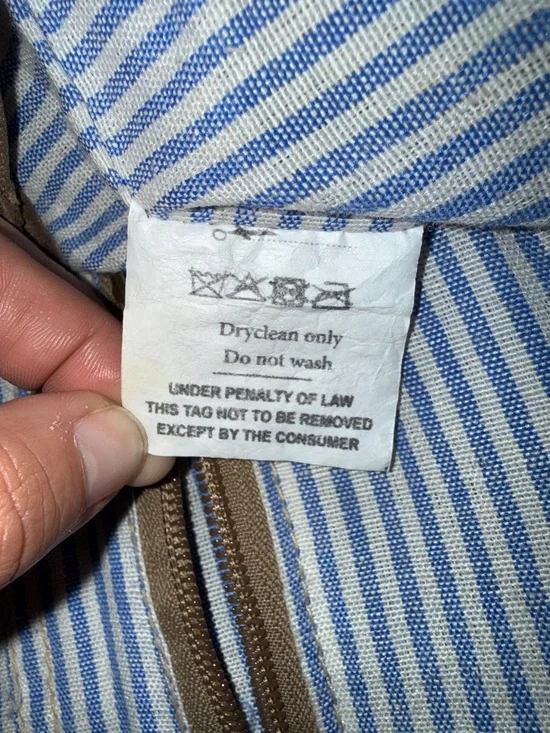 Dryclean only
Do not wash
UNDER PENALTY OF LAW
THIS TAG NOT TO BE REMOVED
EXCEPT BY THE CONSUMER